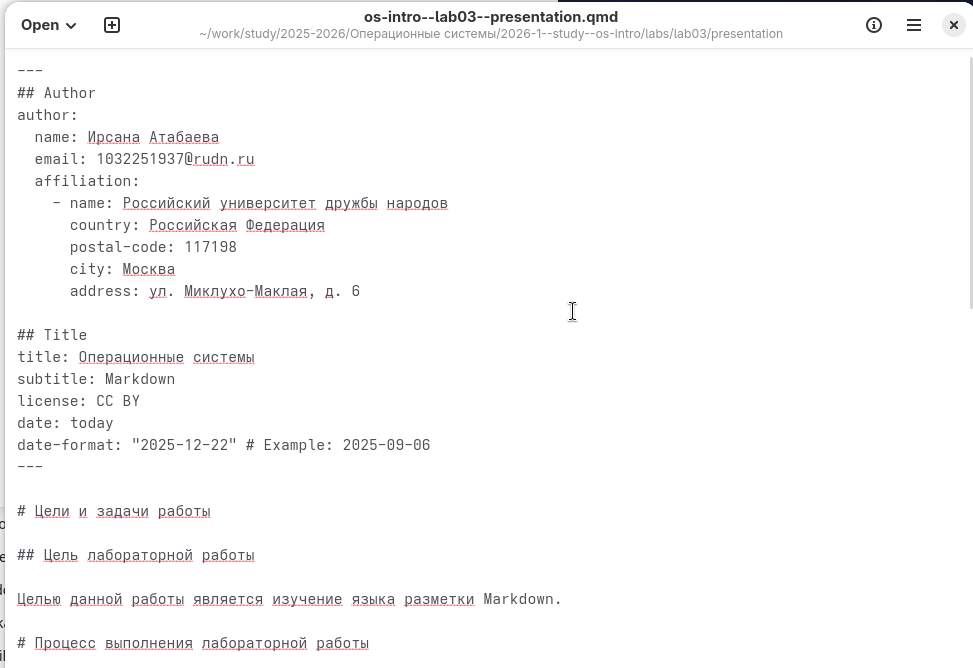 Open
os-intro--lab03--presentation.qmd
~/work/study/2025-2026/Операционные системы/2026-1--study--os-intro/labs/lab03/presentation
---
## Author
author:
  name: Ирсана Атабаева
  email: 1032251937@rudn.ru
  affiliation:
    - name: Российский университет дружбы народов
      country: Российская Федерация
      postal-code: 117198
      city: Москва
      address: ул. Миклухо-Маклая, д. 6
## Title
title: Операционные системы
subtitle: Markdown
license: CC BY
date: today
date-format: "2025-12-22" # Example: 2025-09-06
---
# Цели и задачи работы
## Цель лабораторной работы
Целью данной работы является изучение языка разметки Markdown.
# Процесс выполнения лабораторной работы